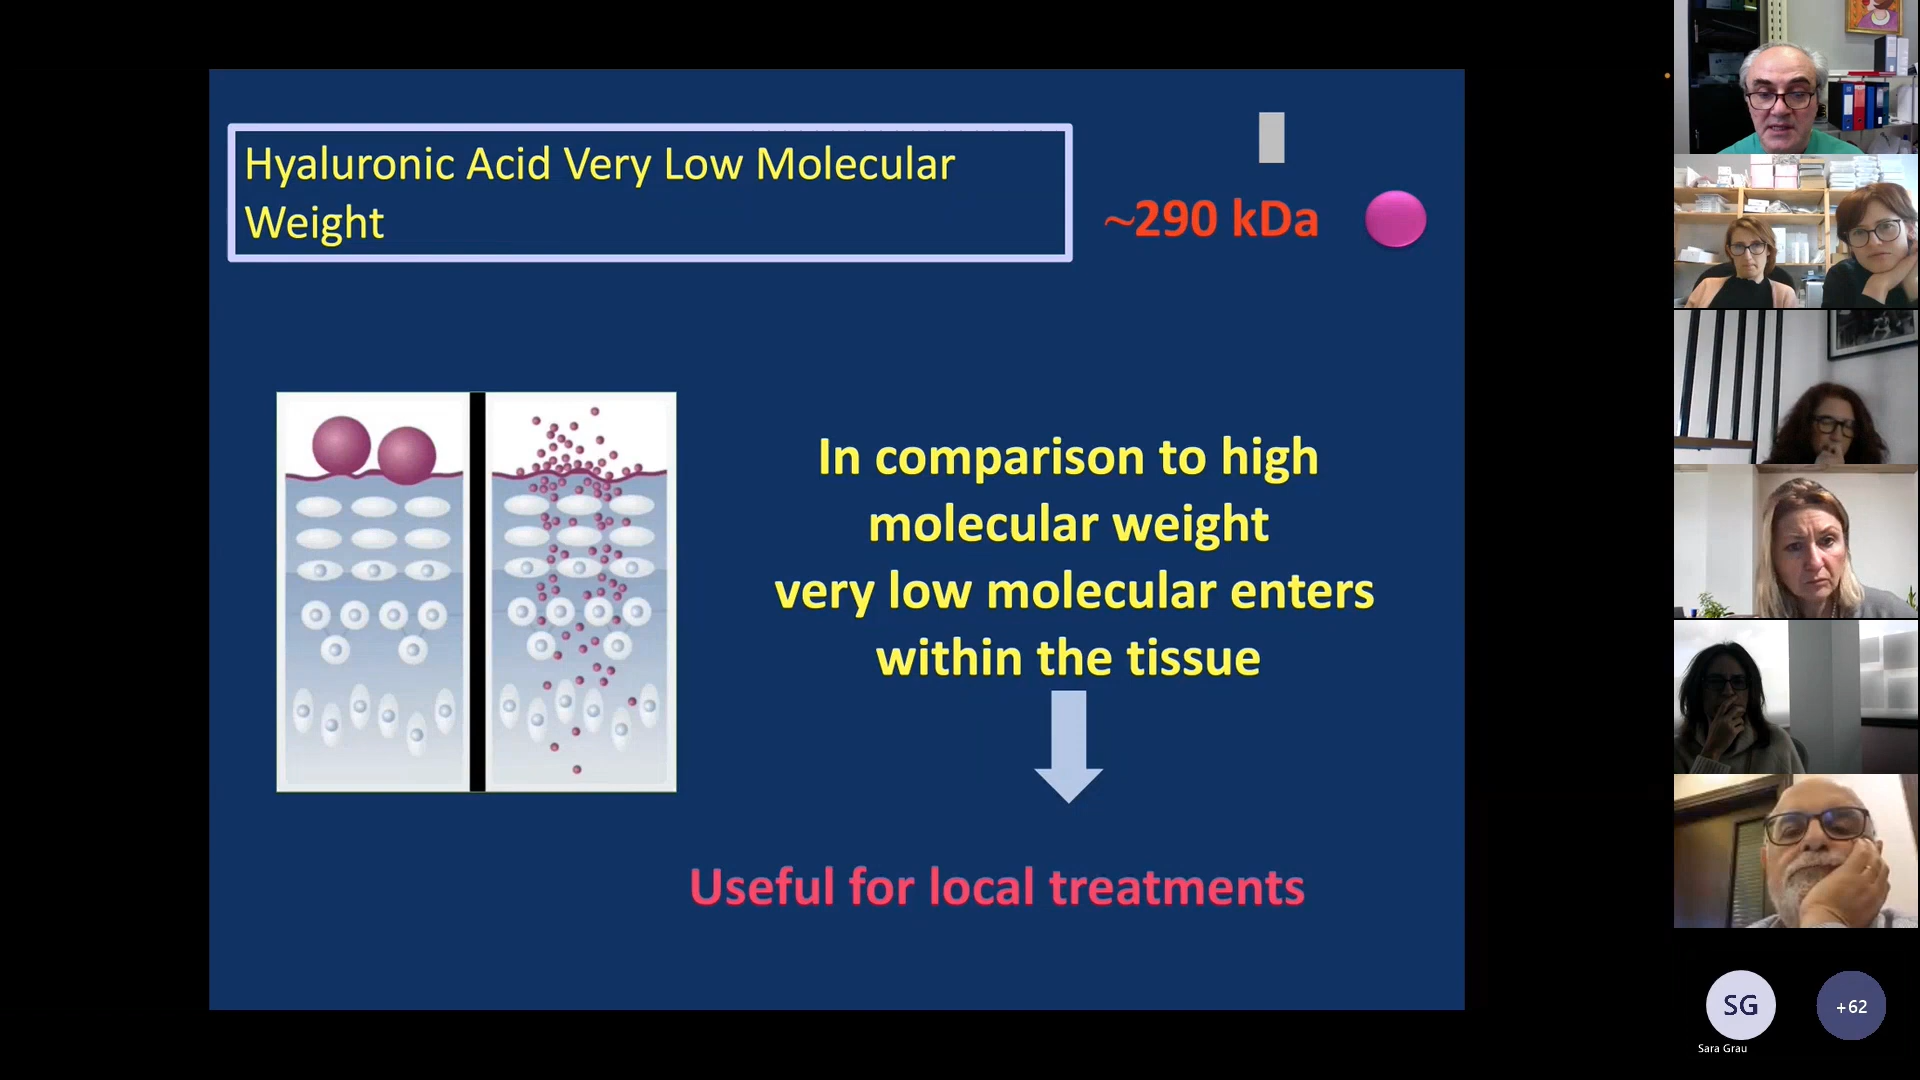 Hyaluronic Acid Very Low Molecular
Weight
~290 kDa
In comparison to high
molecular weight
very low molecular enters
within the tissue
Useful for local treatments
SG
+62
Sara Grau